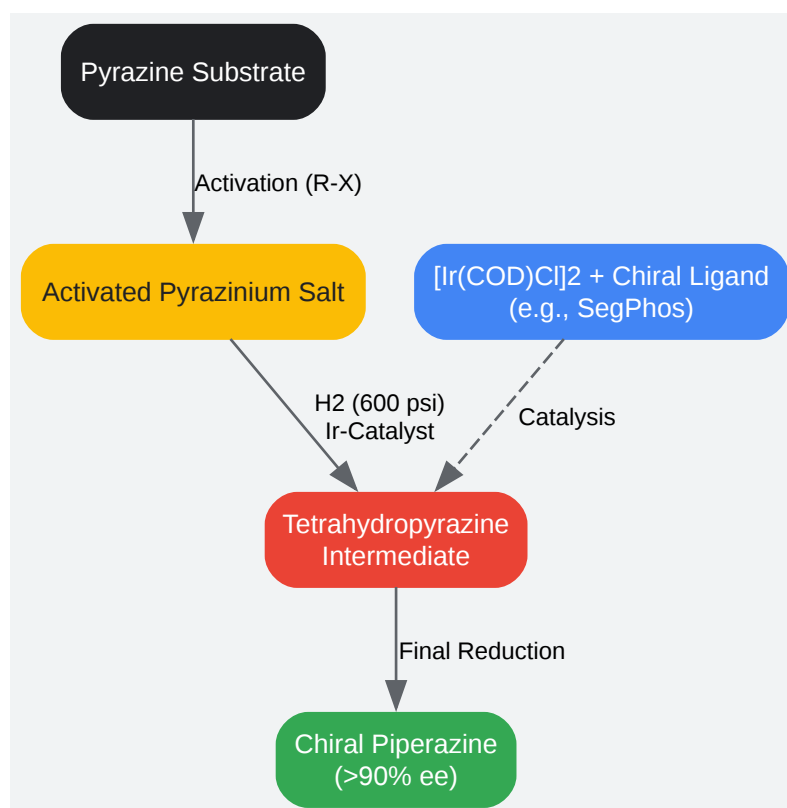 Pyrazine Substrate
Activation (R-X)
Activated Pyrazinium Salt
[Ir(COD)Cl]2 + Chiral Ligand
(e.g., SegPhos)
H2 (600 psi)
Ir-Catalyst
Catalysis
Tetrahydropyrazine
Intermediate
Final Reduction
Chiral Piperazine
(>90% ee)